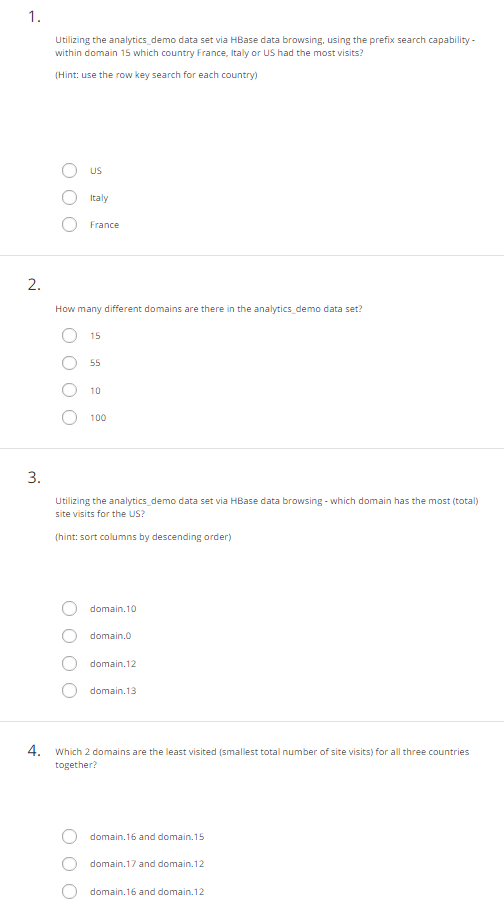 1.
Utilizing the analytics_demo data set via HBase data browsing, using the prefix search capability -
within domain 15 which country France, Italy or US had the most visits?
(Hint: use the row key search for each country)
US
Italy
France
2.
How many different domains are there in the analytics_demo data set?
15
55
10
100
3.
Utilizing the analytics_demo data set via HBase data browsing - which domain has the most (total)
site visits for the US?
(hint: sort columns by descending order)
domain.10
domain.0
domain.12
domain.13
4. Which 2 domains are the least visited (smallest total number of site visits) for all three countries
together?
domain.16 and domain.15
domain.17 and domain.12
domain.16 and domain.12